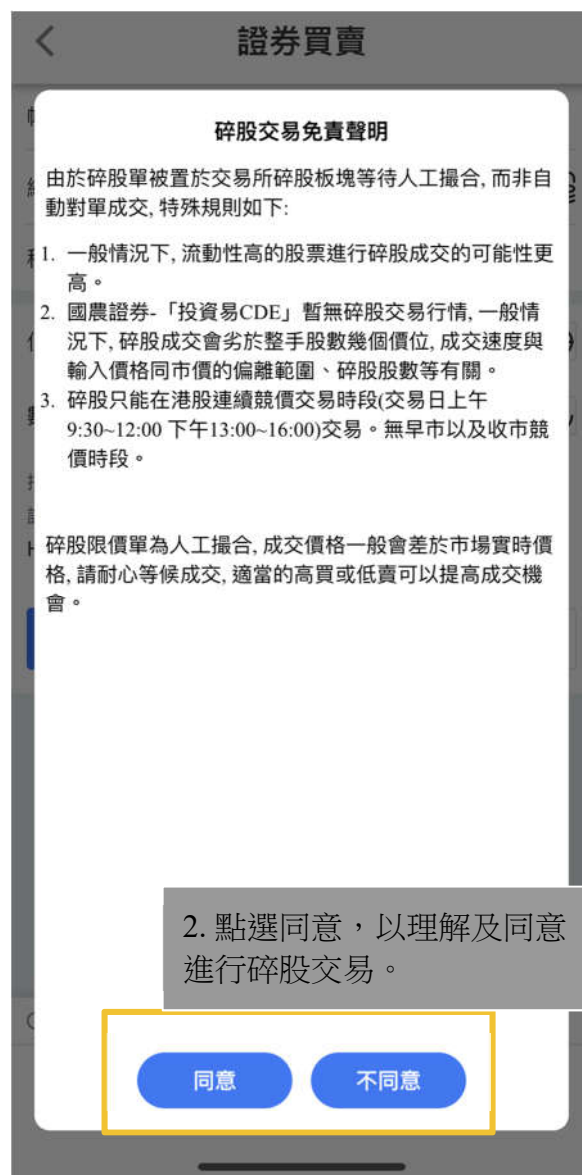 證券買賣
碎股交易免責聲明
由於碎股單被置於交易所碎股板塊等待人工撮合, 而非自
動對單成交, 特殊規則如下:
1. 一般情況下, 流動性高的股票進行碎股成交的可能性更
高。
2. 國農證券-「投資易CDE」暫無碎股交易行情, 一般情
況下, 碎股成交會劣於整手股數幾個價位, 成交速度與
輸入價格同市價的偏離範圍、碎股股數等有關。
3. 碎股只能在港股連續競價交易時段(交易日上午
9:30~12:00 下午13:00~16:00)交易。無早市以及收市競
價時段。
碎股限價單為人工撮合, 成交價格一般會差於市場實時價
格, 請耐心等候成交, 適當的高買或低賣可以提高成交機
會。
2. 點選同意，以理解及同意
進行碎股交易。
同意
不同意